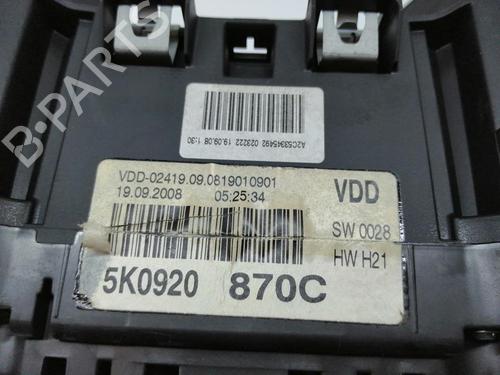 B-PARTS
A2C53345492 023222 19.09.08 1:30
VDD-02419.09.0819010901
19.09.2008 05:25:34
VDD
SW 0028
HW H21
5K0920 870C